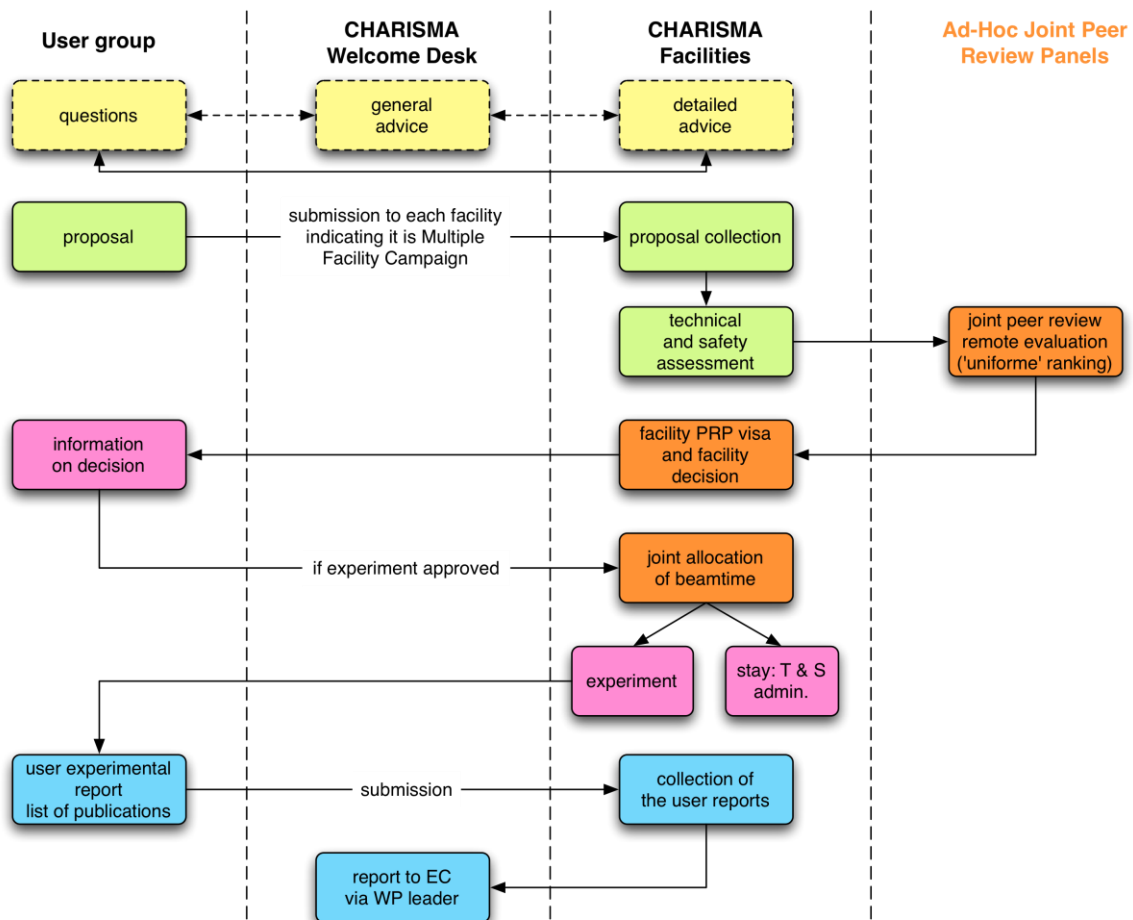 User group
CHARISMA
Welcome Desk
CHARISMA
Facilities
Ad-Hoc Joint Peer
Review Panels
questions
general
advice
detailed
advice
proposal
submission to each facility
indicating it is Multiple
Facility Campaign
proposal collection
technical
and safety
assessment
joint peer review
remote evaluation
('uniforme' ranking)
information
on decision
facility PRP visa
and facility
decision
if experiment approved
joint allocation
of beamtime
experiment
stay: T & S
admin.
user experimental
report
list of publications
submission
collection of
the user reports
report to EC
via WP leader